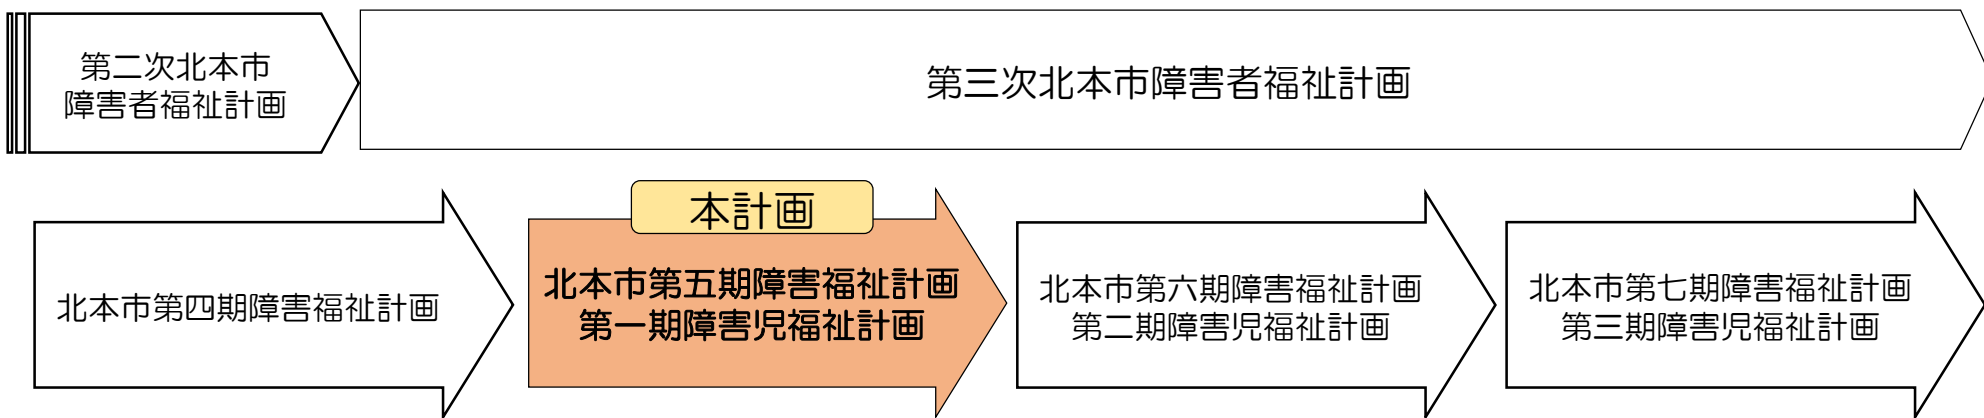 第二次北本市
障害者福祉計画
第三次北本市障害者福祉計画
北本市第四期障害福祉計画
本計画
北本市第五期障害福祉計画
第一期障害児福祉計画
北本市第六期障害福祉計画
第二期障害児福祉計画
北本市第七期障害福祉計画
第三期障害児福祉計画